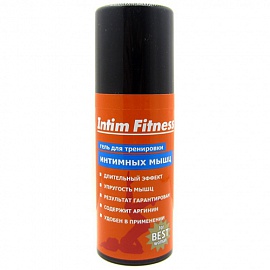 Intim Fitness
ГЕЛЬ ДЛЯ ТРЕНИРОВКИ
ИНТИМНЫХ МЫШЦ
ДЛИТЕЛЬНЫЙ ЭФФЕКТ
УПРУГОСТЬ МЫШЦ
РЕЗУЛЬТАТ ГАРАНТИРОВАН
СОДЕРЖИТ АРГИНИН
УДОБЕН В ПРИМЕНЕНИИ
BEST